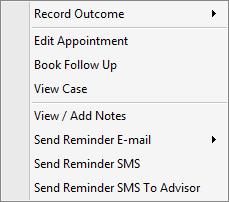 Record Outcome
Edit Appointment
Book Follow Up
View Case
View / Add Notes
Send Reminder E-mail
Send Reminder SMS
Send Reminder SMS To Advisor